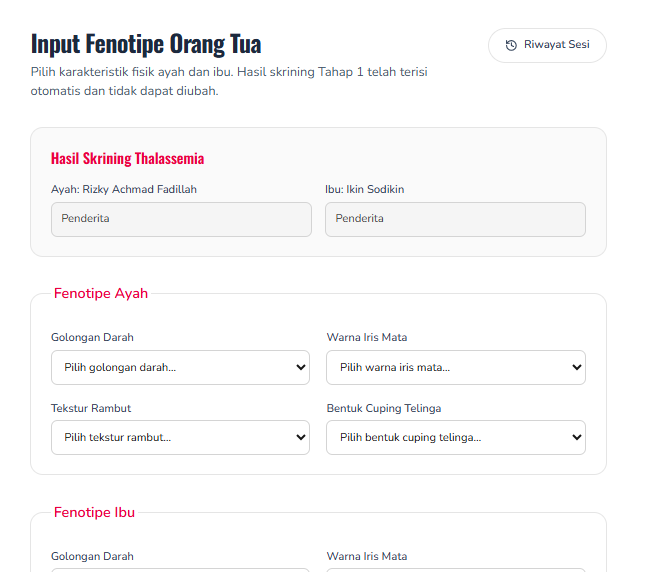 Input Fenotipe Orang Tua
Riwayat Sesi
Pilih karakteristik fisik ayah dan ibu. Hasil skrining Tahap 1 telah terisi
otomatis dan tidak dapat diubah.
Hasil Skrining Thalassemia
Ayah: Rizky Achmad Fadillah
Ibu: Ikin Sodikin
Penderita
Penderita
Fenotipe Ayah
Golongan Darah
Warna Iris Mata
Pilih golongan darah...
Pilih warna iris mata...
Tekstur Rambut
Bentuk Cuping Telinga
Pilih tekstur rambut...
Pilih bentuk cuping telinga...
Fenotipe Ibu
Golongan Darah
Warna Iris Mata